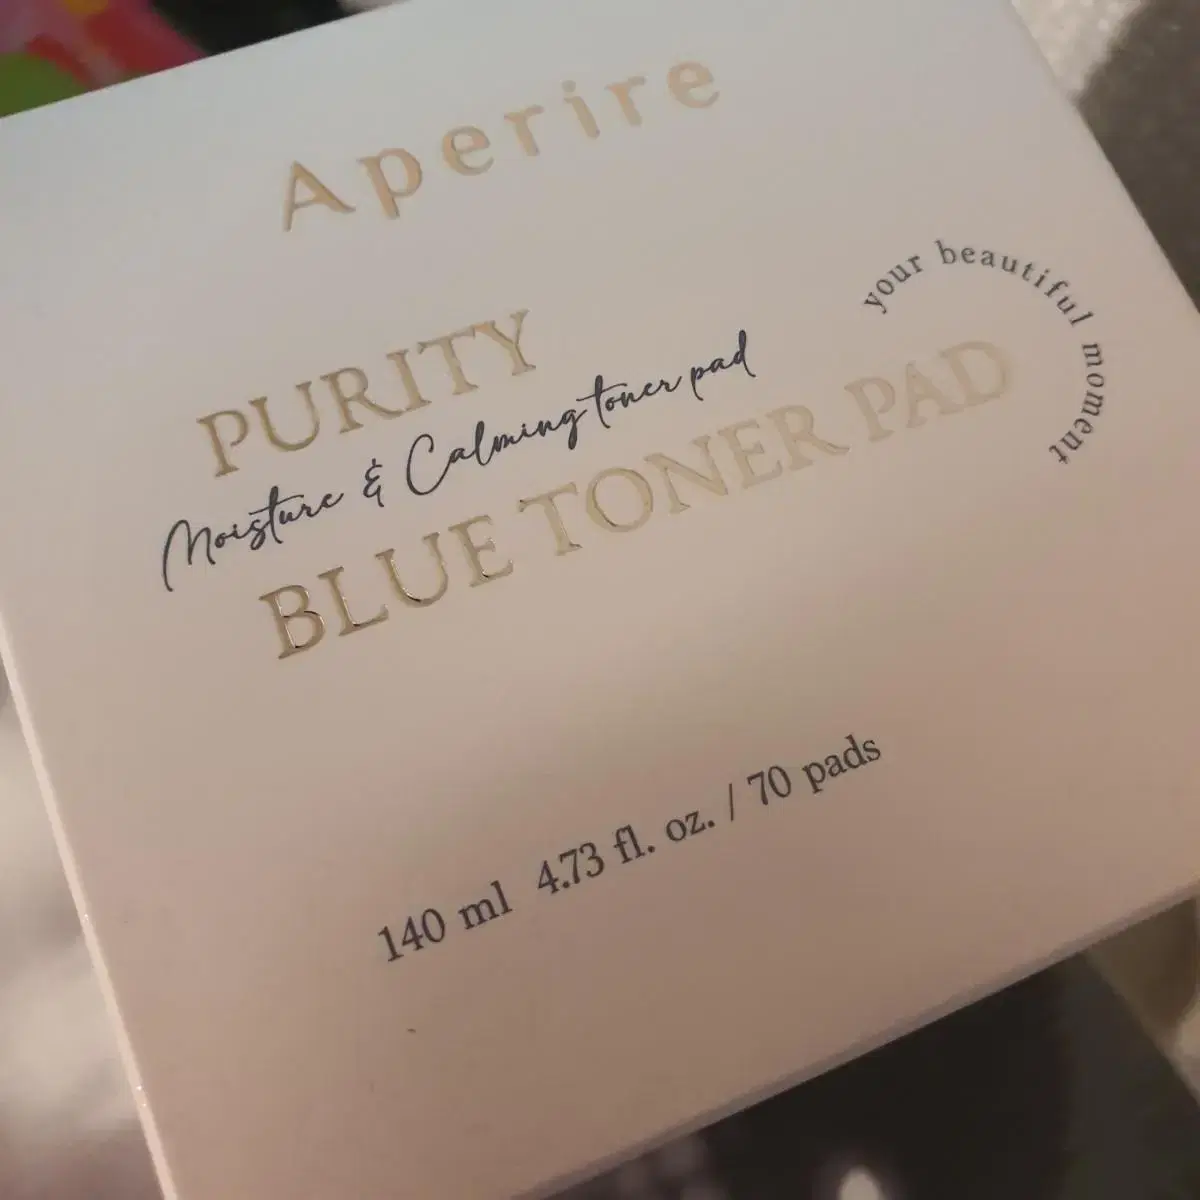 Aperire
your beautiful moment
PURITY
Moisture & Calming toner pad
BLUE TONER PAD
140 ml 4.73 fl. oz. / 70 pads